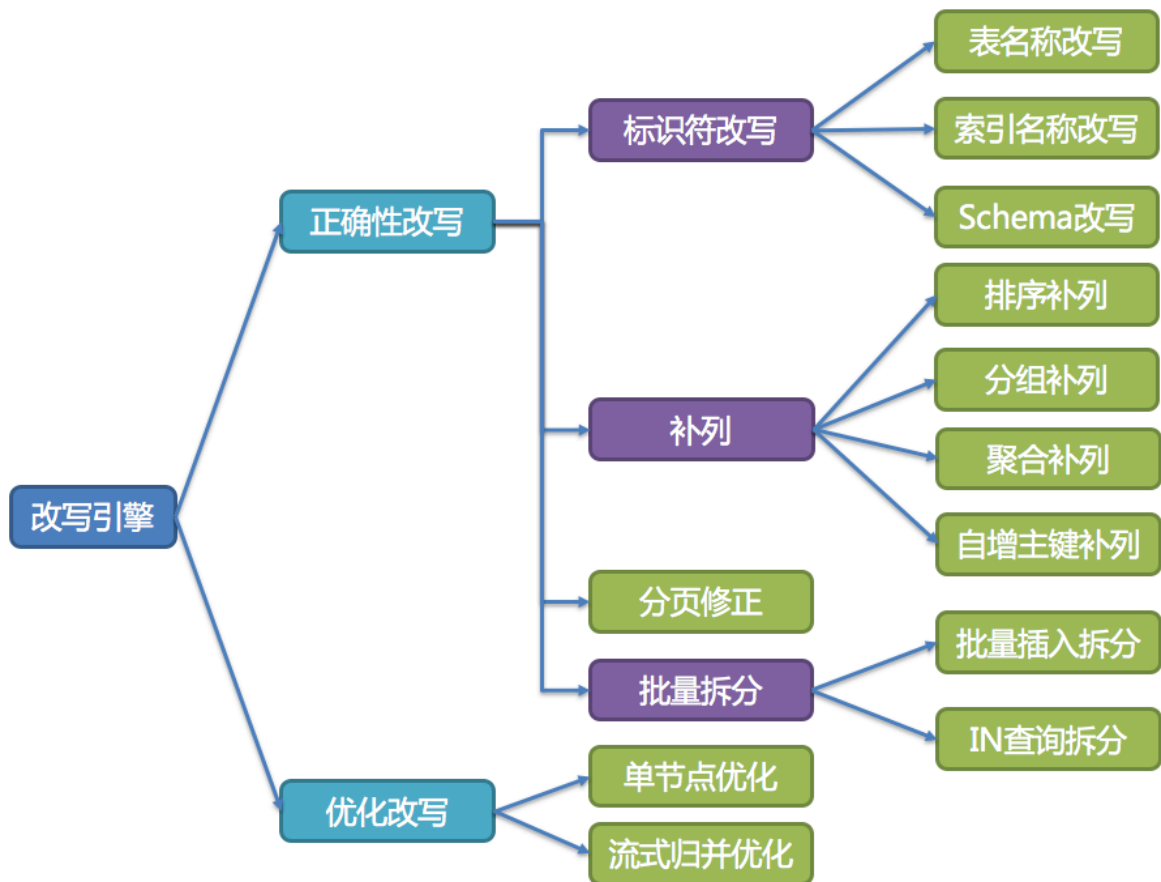 表名称改写
标识符改写
索引名称改写
正确性改写
Schema改写
排序补列
分组补列
补列
聚合补列
改写引擎
自增主键补列
分页修正
批量插入拆分
批量拆分
IN查询拆分
单节点优化
优化改写
流式归并优化